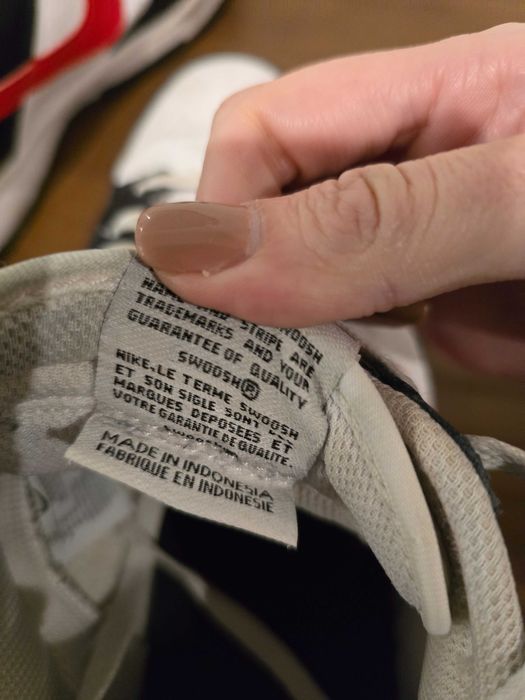 STRIPE ARE
TRADEMARKS AND YOUR
GUARANTEE OF QUALITY
SWOOSH®
NIKE, LE TERME SWOOSH
ET SON SIGLE SONT
MARQUES DEPOSEES ET
VOTRE GARANTIE DE QUALITE.
MADE IN INDONESIA
FABRIQUE EN INDONESIE